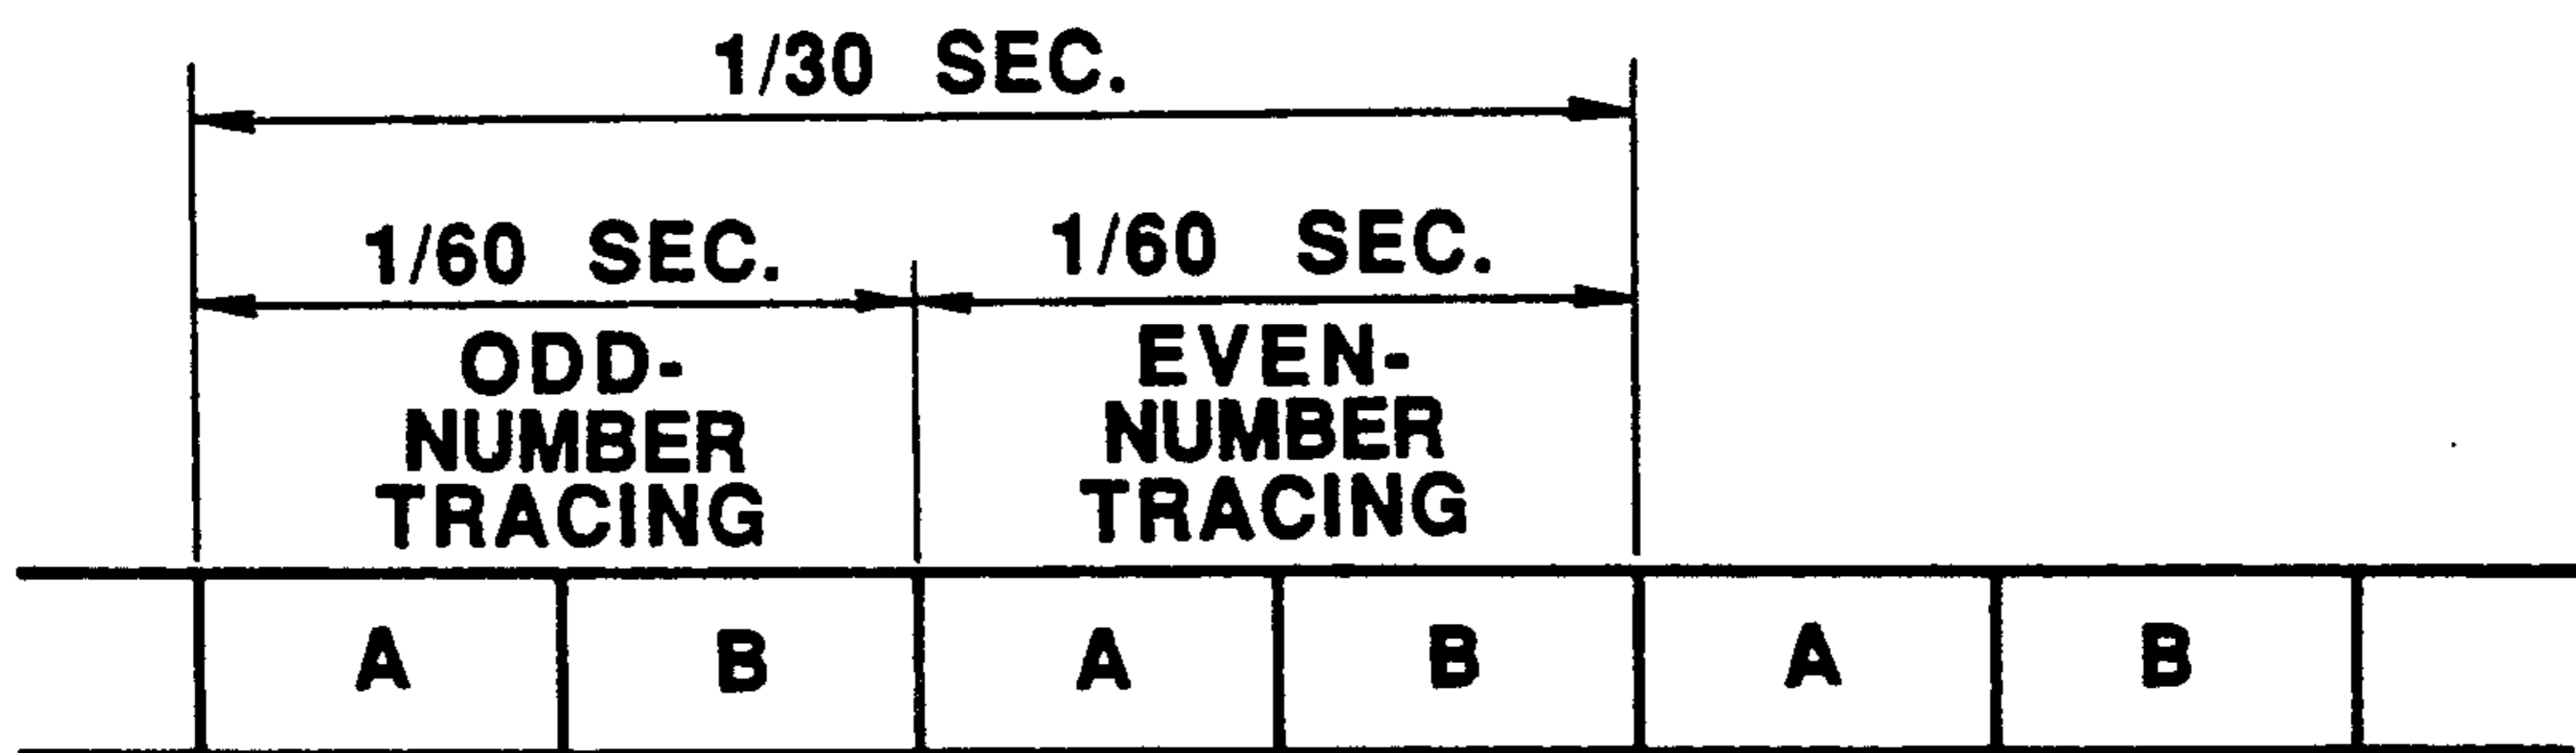 1/30 SEC.
1/60 SEC. 1/60 SEC.
ODD-
NUMBER
TRACING
EVEN-
NUMBER
TRACING
A B A B A B